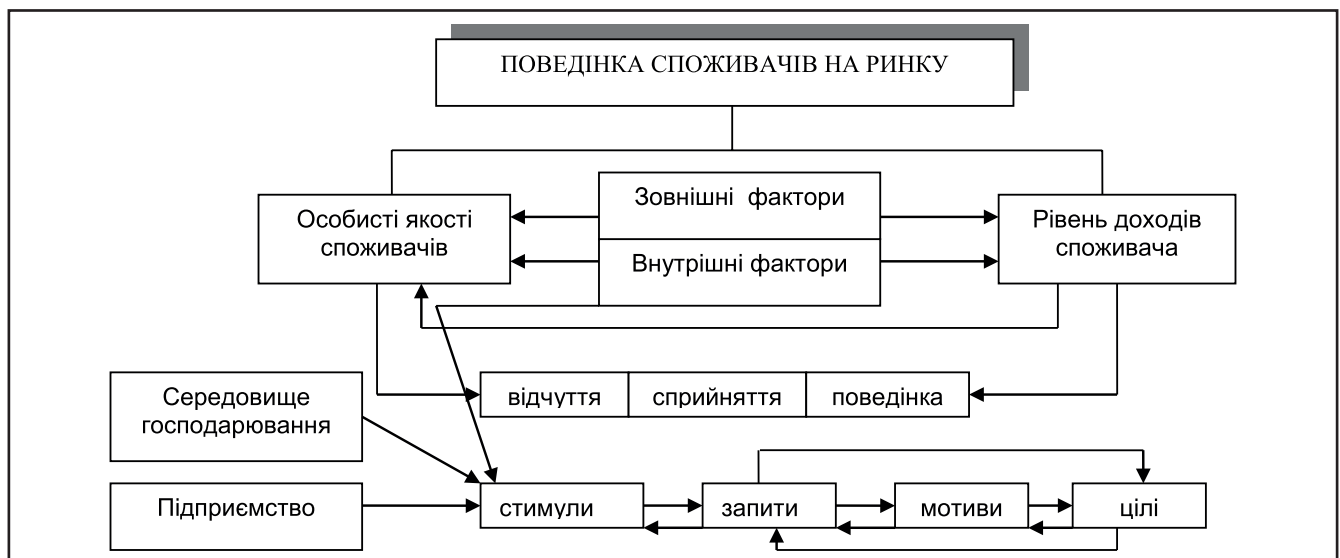 ПОВЕДІНКА СПОЖИВАЧІВ НА РИНКУ
Зовнішні фактори
Особисті якості
споживачів
Рівень доходів
споживача
Внутрішні фактори
Середовище
господарювання
відчуття сприйняття поведінка
Підприємство
стимули запити мотиви цілі